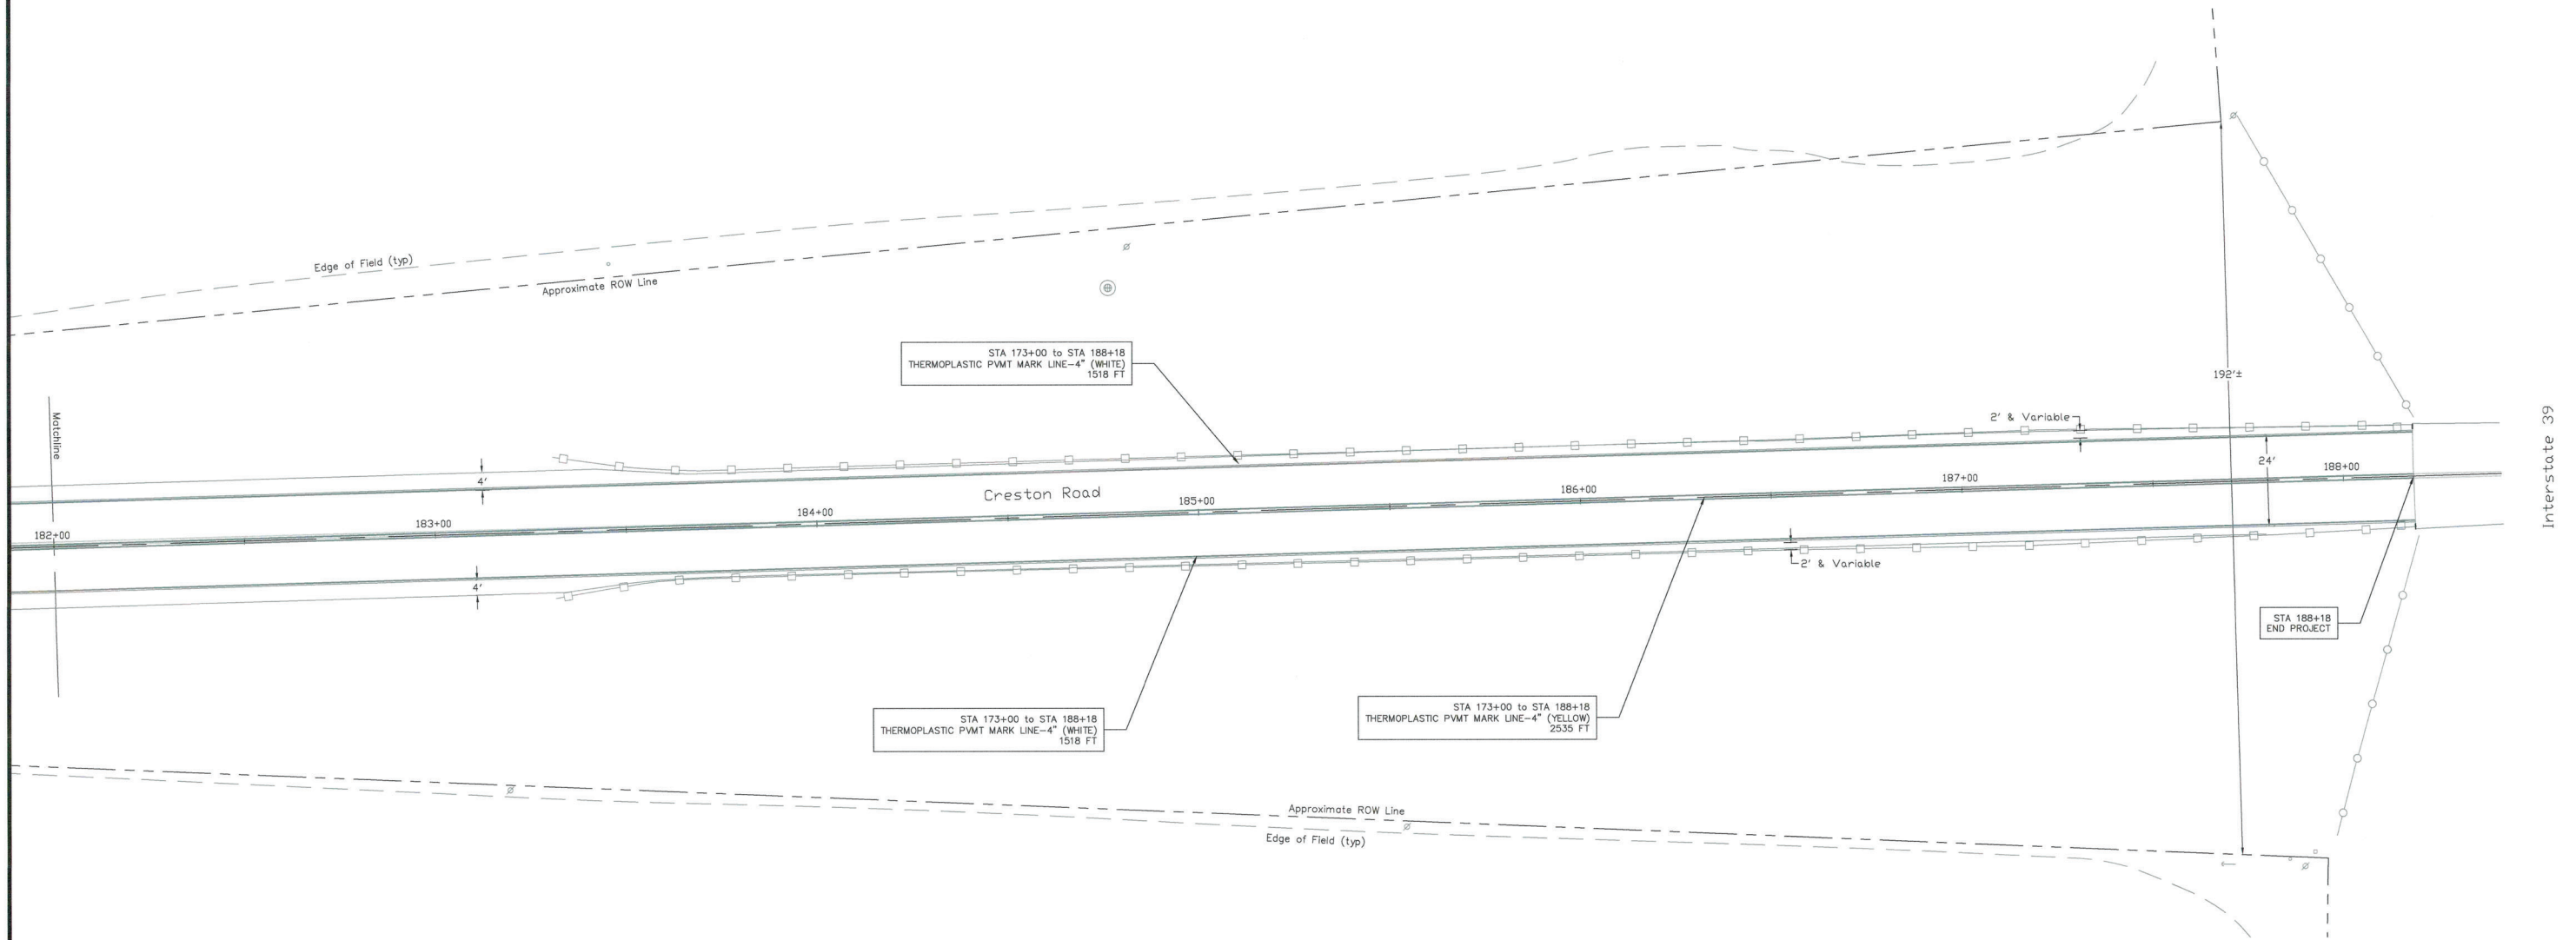 Edge of Field (typ)
Approximate ROW Line
STA 173+00 to STA 188+18
THERMOPLASTIC PVMT MARK LINE-4" (WHITE)
1518 FT
192'±
Interstate 39
Matchline
2' & Variable
4'
24'
Creston Road
182+00
183+00
184+00
185+00
186+00
187+00
188+00
4'
2' & Variable
STA 188+18
END PROJECT
STA 173+00 to STA 188+18
THERMOPLASTIC PVMT MARK LINE-4" (WHITE)
1518 FT
STA 173+00 to STA 188+18
THERMOPLASTIC PVMT MARK LINE-4" (YELLOW)
2535 FT
Approximate ROW Line
Edge of Field (typ)